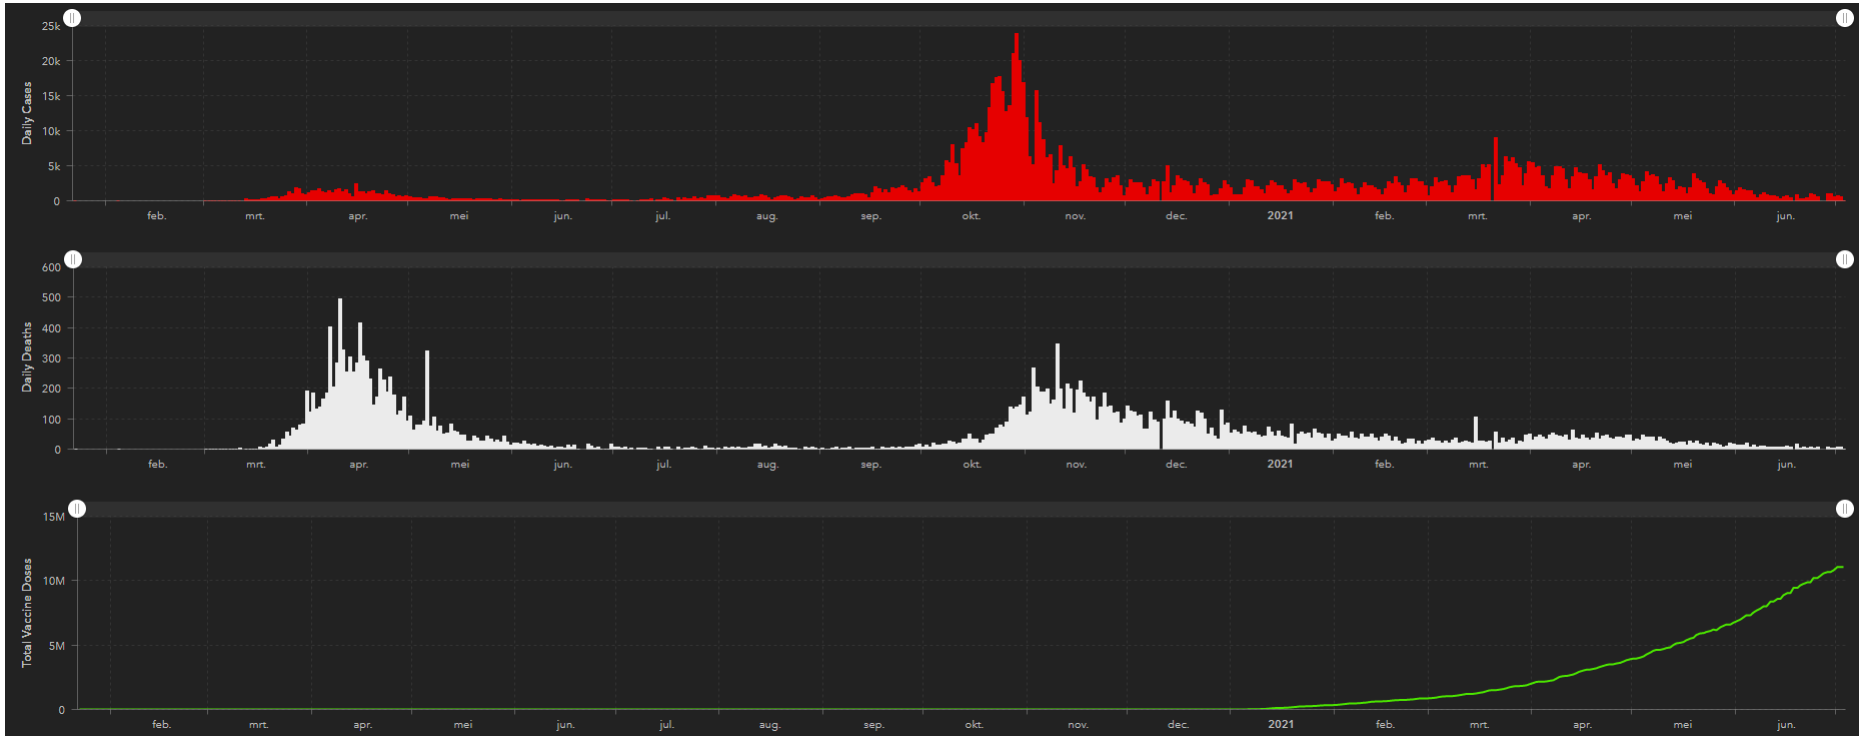 Daily Cases
25k
20k
15k
10k
5k
0
feb. mrt. apr. mei jun. jul. aug. sep. okt. nov. dec. 2021 feb. mrt. apr. mei jun.
Daily Deaths
600
500
400
300
200
100
0
feb. mrt. apr. mei jun. jul. aug. sep. okt. nov. dec. 2021 feb. mrt. apr. mei jun.
Total Vaccine Doses
15M
10M
5M
0
feb. mrt. apr. mei jun. jul. aug. sep. okt. nov. dec. 2021 feb. mrt. apr. mei jun.